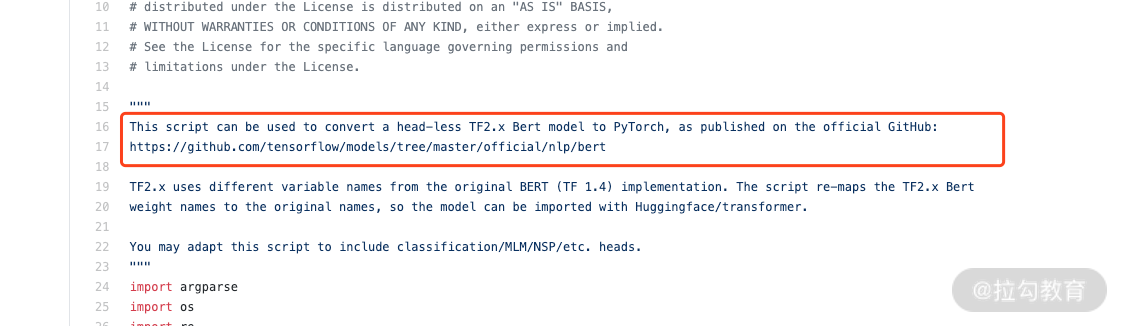 10 # distributed under the License is distributed on an "AS IS" BASIS,
11 # WITHOUT WARRANTIES OR CONDITIONS OF ANY KIND, either express or implied.
12 # See the License for the specific language governing permissions and
13 # limitations under the License.
14
15 """
16 This script can be used to convert a head-less TF2.x Bert model to PyTorch, as published on the official GitHub:
17 https://github.com/tensorflow/models/tree/master/official/nlp/bert
18
19 TF2.x uses different variable names from the original BERT (TF 1.4) implementation. The script re-maps the TF2.x Bert
20 weight names to the original names, so the model can be imported with Huggingface/transformer.
21
22 You may adapt this script to include classification/MLM/NSP/etc. heads.
23 """
24 import argparse
25 import os
26 import re
@拉勾教育